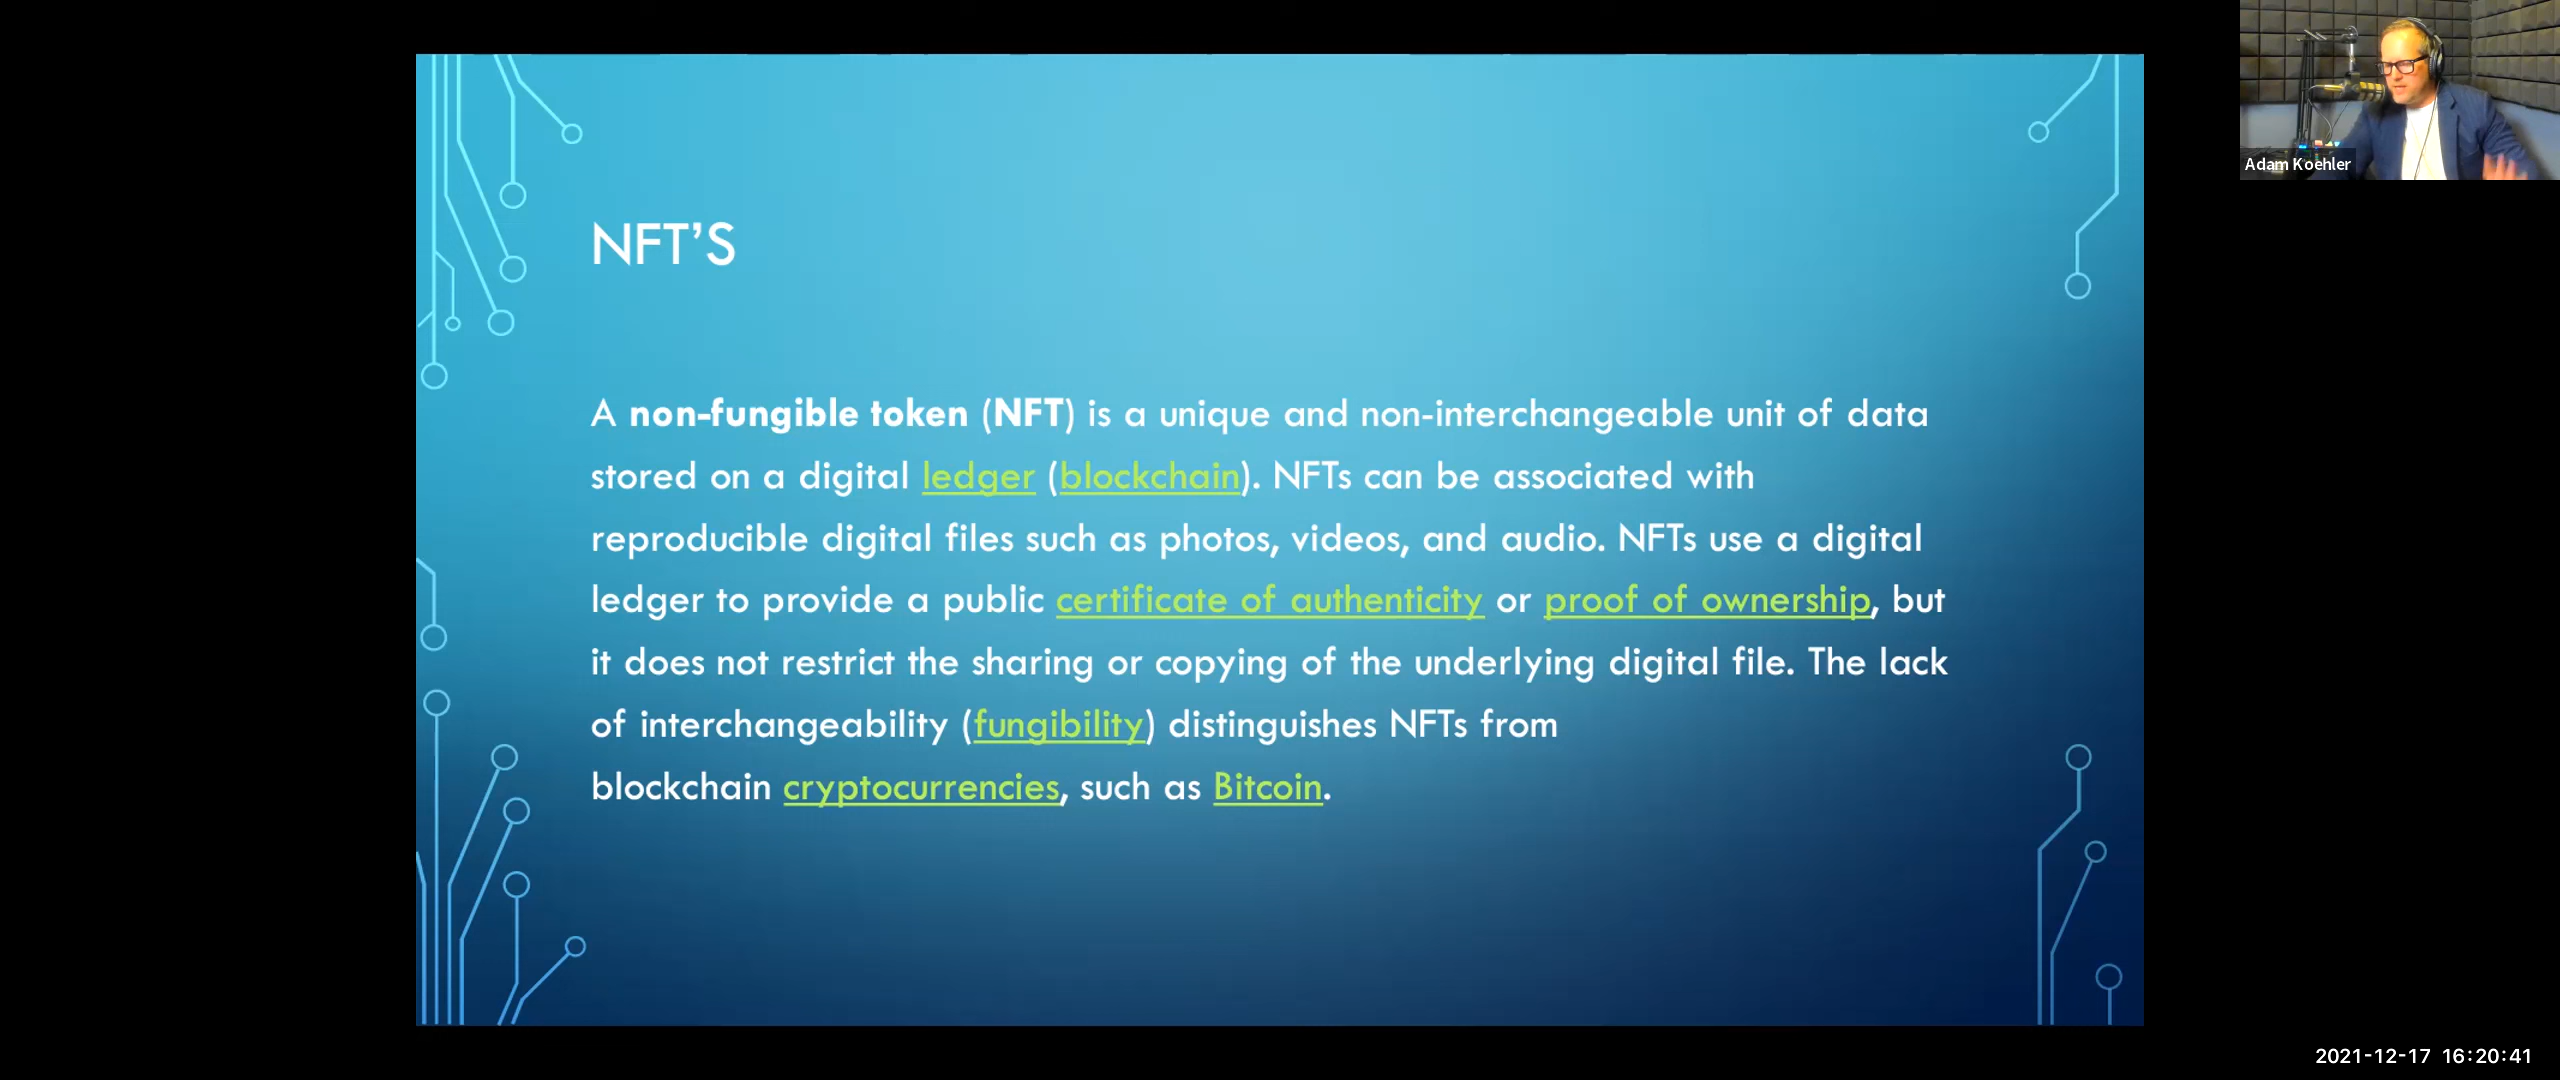 Adam Koehler
NFT'S
A non-fungible token (NFT) is a unique and non-interchangeable unit of data
stored on a digital ledger (blockchain). NFTs can be associated with
reproducible digital files such as photos, videos, and audio. NFTs use a digital
ledger to provide a public certificate of authenticity or proof of ownership, but
it does not restrict the sharing or copying of the underlying digital file. The lack
of interchangeability (fungibility) distinguishes NFTs from
blockchain cryptocurrencies, such as Bitcoin.
2021-12-17 16:20:41